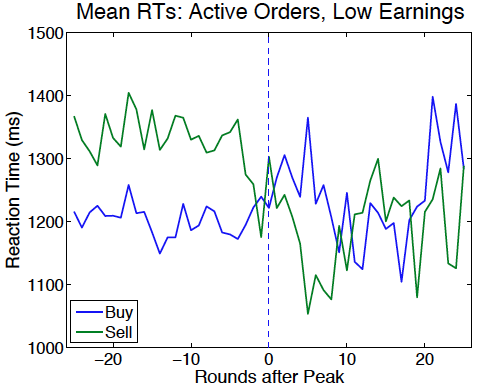 Mean RTs: Active Orders, Low Earnings
Reaction Time (ms)
1500
1400
1300
1200
1100
1000
Buy
Sell
−20 −10 0 10 20
Rounds after Peak